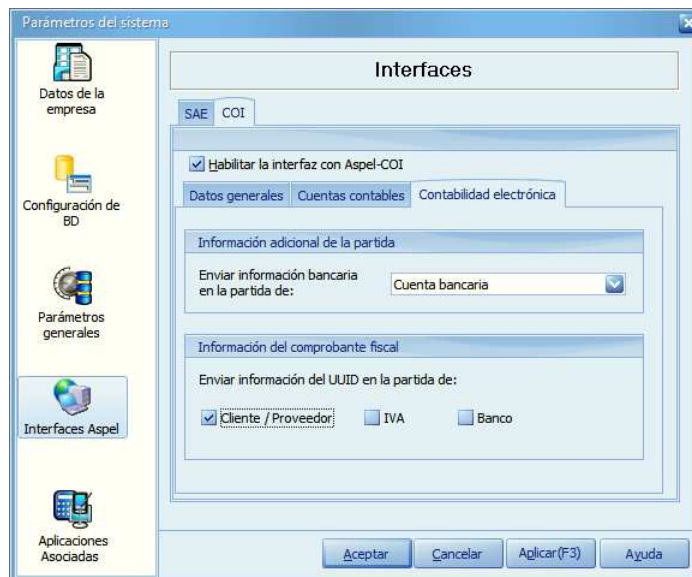 Parámetros del sistema
Datos de la
empresa
Configuración de
BD
Parámetros
generales
Interfaces Aspel
Aplicaciones
Asociadas
Interfaces
SAE COI
Habilitar la interfaz con Aspel-COI
Datos generales Cuentas contables Contabilidad electrónica
Información adicional de la partida
Enviar información bancaria
en la partida de:
Cuenta bancaria
Información del comprobante fiscal
Enviar información del UUID en la partida de:
Cliente / Proveedor IVA Banco
Aceptar Cancelar Aplicar(F3) Ayuda